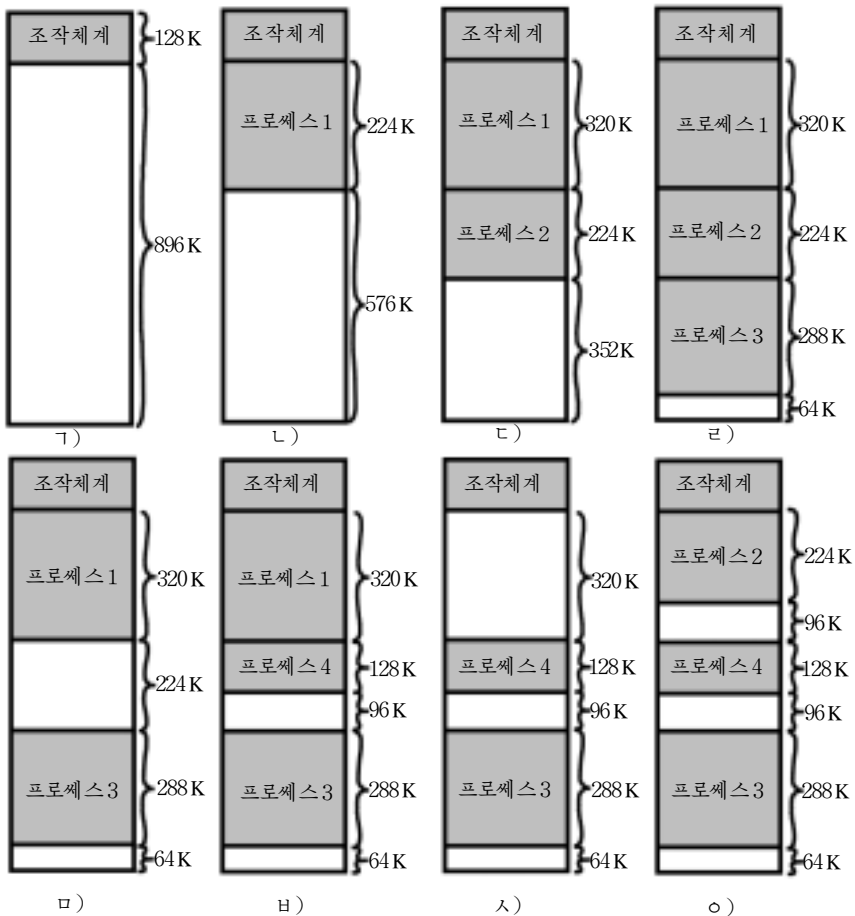 조작체계
128K
896K
ㄱ)
조작체계
프로쎄스1
224K
576K
ㄴ)
조작체계
프로쎄스1
320K
프로쎄스2
224K
352K
ㄷ)
조작체계
프로쎄스1
320K
프로쎄스2
224K
프로쎄스3
288K
64K
ㄹ)
조작체계
프로쎄스1
320K
224K
프로쎄스3
288K
64K
ㅁ)
조작체계
프로쎄스1
320K
프로쎄스4
128K
96K
프로쎄스3
288K
64K
ㅂ)
조작체계
320K
프로쎄스4
128K
96K
프로쎄스3
288K
64K
ㅅ)
조작체계
프로쎄스2
224K
96K
프로쎄스4
128K
96K
프로쎄스3
288K
64K
ㅇ)